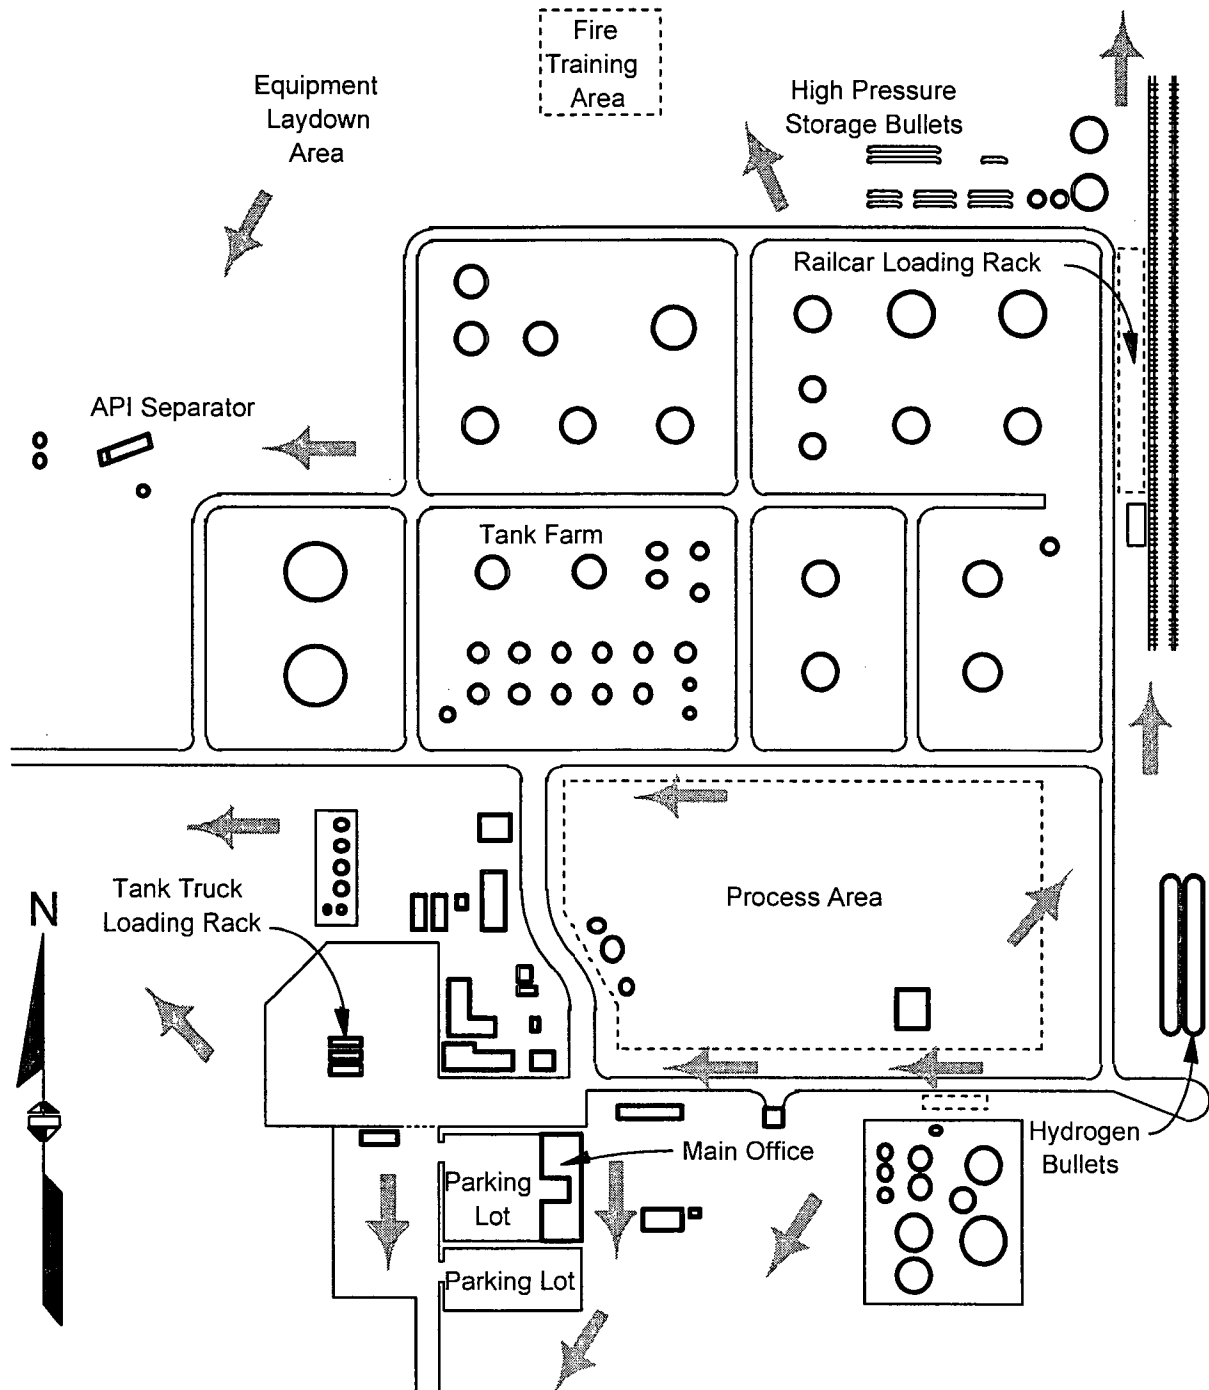 Fire
Training
Area
Equipment
Laydown
Area
High Pressure
Storage Bullets
Railcar Loading Rack
API Separator
Tank Farm
N
Tank Truck
Loading Rack
Process Area
Main Office
Hydrogen
Bullets
Parking
Lot
Parking Lot